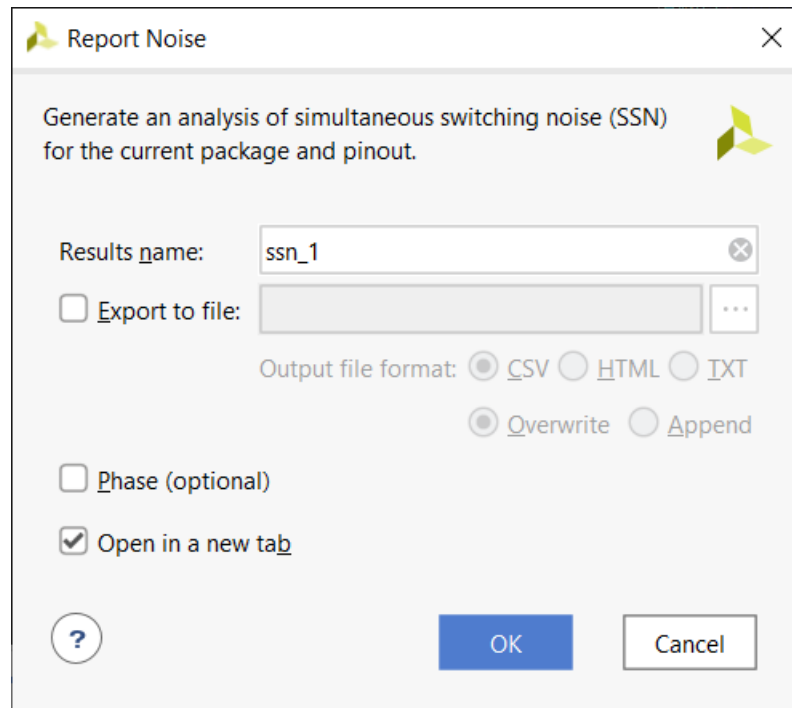 Report Noise
Generate an analysis of simultaneous switching noise (SSN)
for the current package and pinout.
Results name: ssn_1
Export to file: ...
Output file format: CSV HTML TXT
Overwrite Append
Phase (optional)
Open in a new tab
? OK Cancel